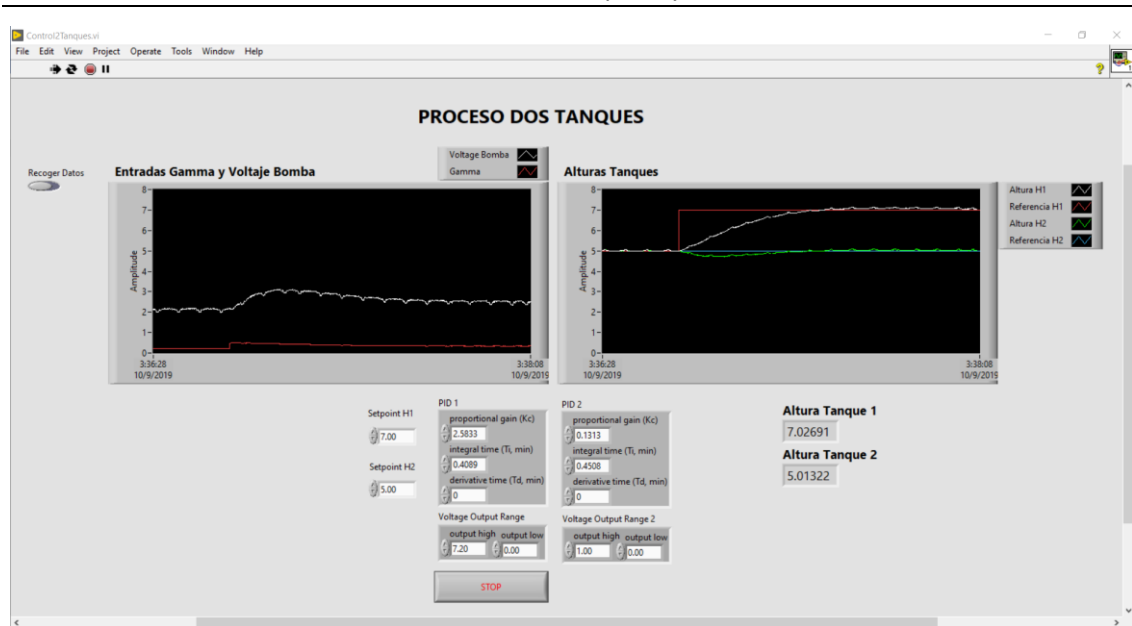 Control2Tanques.vi
File Edit View Project Operate Tools Window Help
PROCESO DOS TANQUES
Recoger Datos
Entradas Gamma y Voltaje Bomba
Voltage Bomba
Gamma
Amplitude
8
7
6
5
4
3
2
1
0
3:36:28
10/9/2019
3:38:08
10/9/2019
Alturas Tanques
Altura H1
Referencia H1
Altura H2
Referencia H2
Amplitude
8
7
6
5
4
3
2
1
0
3:36:28
10/9/2019
3:38:08
10/9/2019
Setpoint H1
7.00
Setpoint H2
5.00
PID 1
proportional gain (Kc)
2.5833
integral time (Ti, min)
0.4089
derivative time (Td, min)
0
Voltage Output Range
output high output low
7.20 0.00
STOP
PID 2
proportional gain (Kc)
0.1313
integral time (Ti, min)
0.4508
derivative time (Td, min)
0
Voltage Output Range 2
output high output low
1.00 0.00
Altura Tanque 1
7.02691
Altura Tanque 2
5.01322